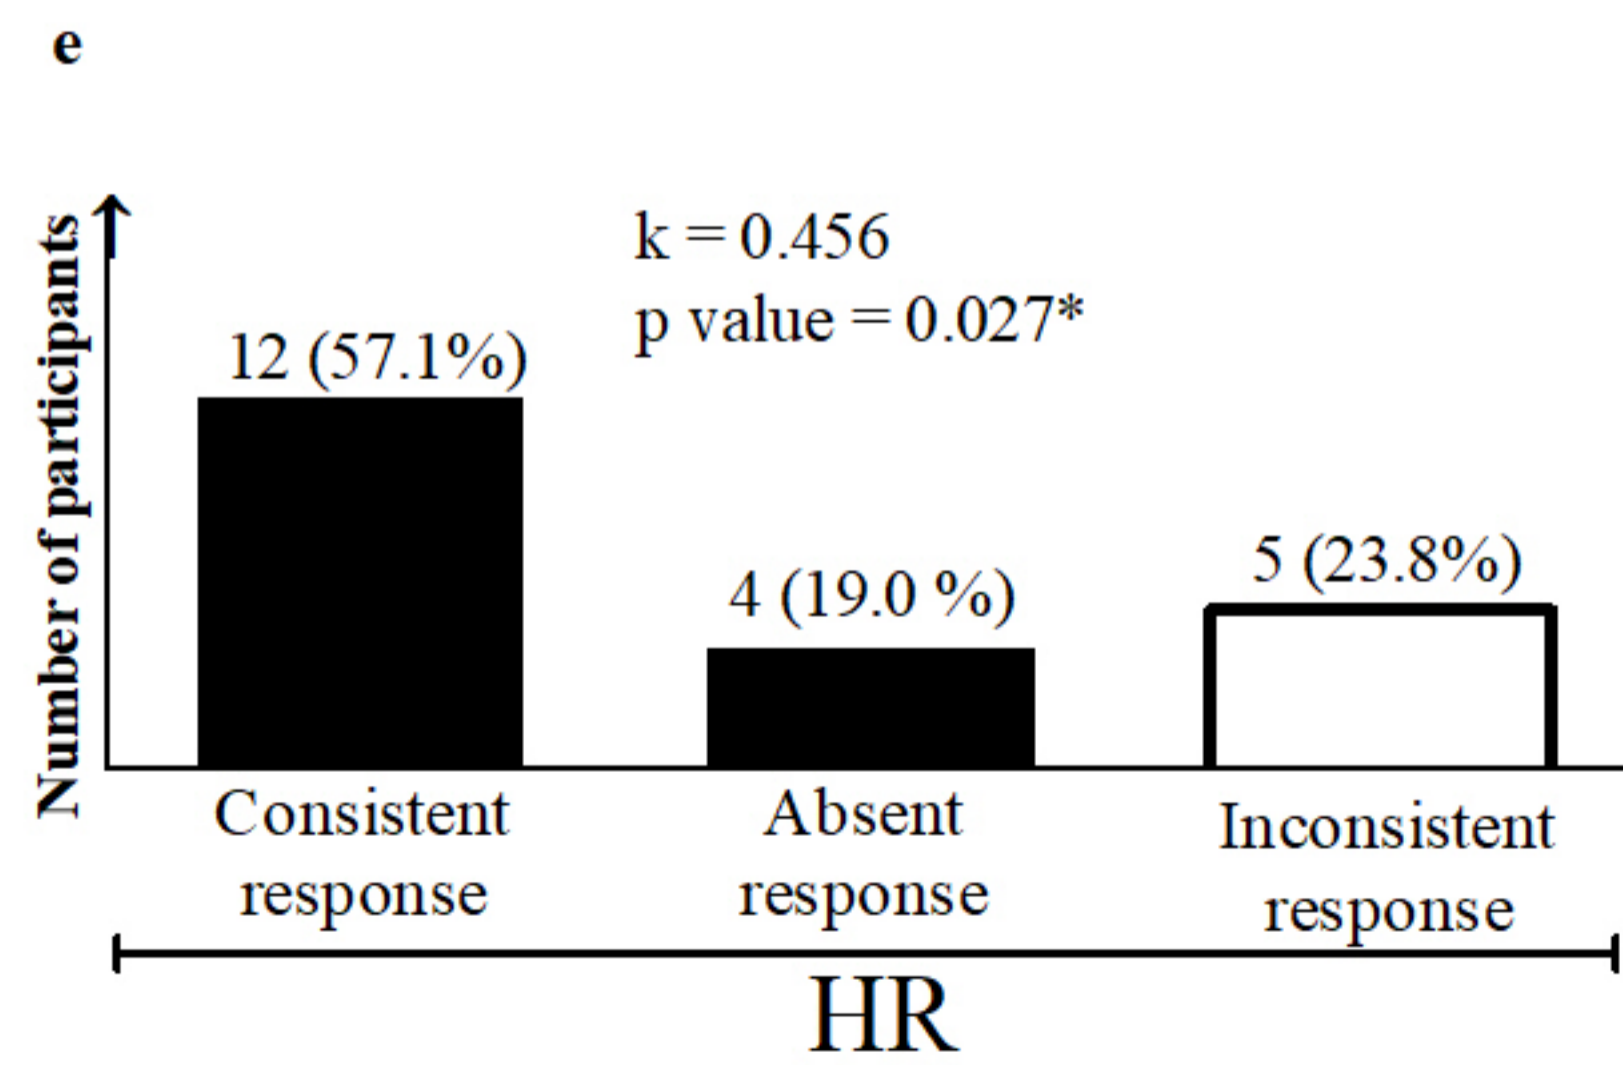 e
Number of participants
k = 0.456
p value = 0.027*
12 (57.1%)
4 (19.0 %)
5 (23.8%)
Consistent
response
Absent
response
Inconsistent
response
HR